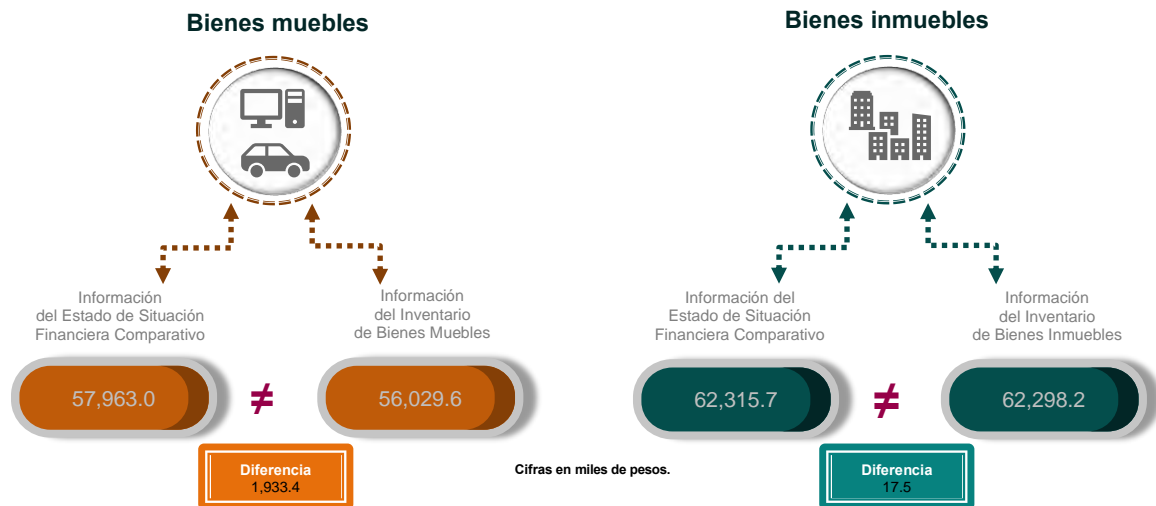 Bienes muebles
Información
del Estado de Situación
Financiera Comparativo
Información
del Inventario
de Bienes Muebles
57,963.0
≠
56,029.6
Diferencia
1,933.4
Cifras en miles de pesos.
Bienes inmuebles
Información del
Estado de Situación
Financiera Comparativo
Información
del Inventario
de Bienes Inmuebles
62,315.7
≠
62,298.2
Diferencia
17.5